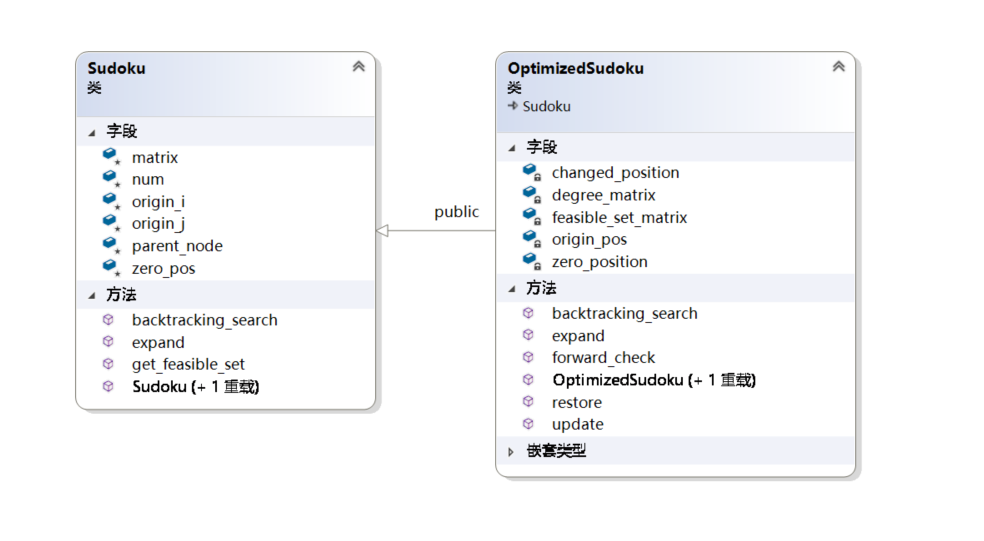 Sudoku
类
字段
matrix
num
origin_i
origin_j
parent_node
zero_pos
方法
backtracking_search
expand
get_feasible_set
Sudoku (+ 1 重载)
public
OptimizedSudoku
类
Sudoku
字段
changed_position
degree_matrix
feasible_set_matrix
origin_pos
zero_position
方法
backtracking_search
expand
forward_check
OptimizedSudoku (+ 1 重载)
restore
update
嵌套类型